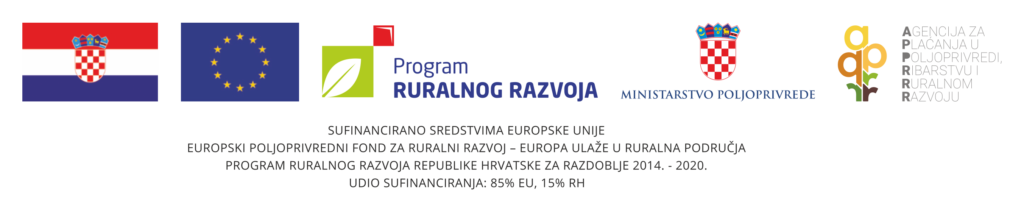 Program
RURALNOG RAZVOJA
MINISTARSTVO POLJOPRIVREDE
apprrr
AGENCIJA ZA
PLAĆANJA U
POLJOPRIVREDI,
RIBARSTVU I
RURALNOM
RAZVOJU
SUFINANCIRANO SREDSTVIMA EUROPSKE UNIJE
EUROPSKI POLJOPRIVREDNI FOND ZA RURALNI RAZVOJ – EUROPA ULAŽE U RURALNA PODRUČJA
PROGRAM RURALNOG RAZVOJA REPUBLIKE HRVATSKE ZA RAZDOBLJE 2014. - 2020.
UDIO SUFINANCIRANJA: 85% EU, 15% RH